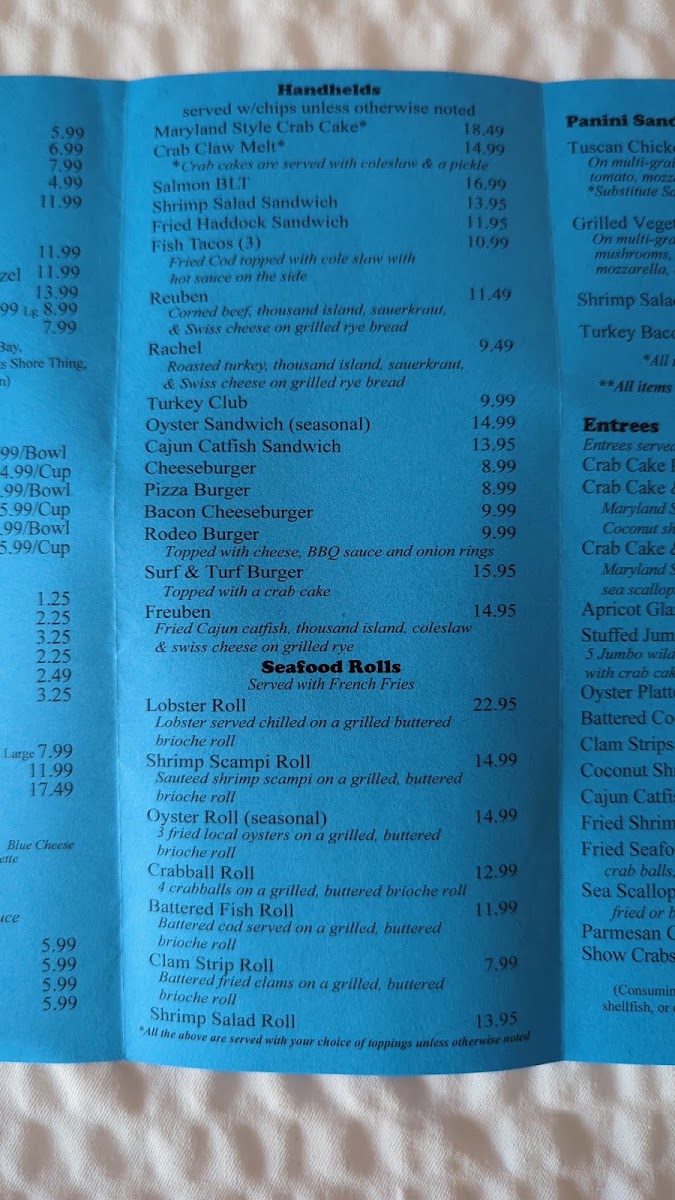 5.99
6.99
7.99
4.99
11.99
11.99
zel 11.99
13.99
99 Lg 8.99
7.99
Bay,
s Shore Thing,
n)
99/Bowl
4.99/Cup
.99/Bowl
5.99/Cup
.99/Bowl
5.99/Cup
1.25
2.25
3.25
2.25
2.49
3.25
Large 7.99
11.99
17.49
Blue Cheese
ette
uce
5.99
5.99
5.99
5.99
Handhelds
served w/chips unless otherwise noted
Maryland Style Crab Cake* 18.49
Crab Claw Melt* 14.99
*Crab cakes are served with coleslaw & a pickle
Salmon BLT 16.99
Shrimp Salad Sandwich 13.95
Fried Haddock Sandwich 11.95
Fish Tacos (3) 10.99
Fried Cod topped with cole slaw with
hot sauce on the side
Reuben 11.49
Corned beef, thousand island, sauerkraut,
& Swiss cheese on grilled rye bread
Rachel 9.49
Roasted turkey, thousand island, sauerkraut,
& Swiss cheese on grilled rye bread
Turkey Club 9.99
Oyster Sandwich (seasonal) 14.99
Cajun Catfish Sandwich 13.95
Cheeseburger 8.99
Pizza Burger 8.99
Bacon Cheeseburger 9.99
Rodeo Burger 9.99
Topped with cheese, BBQ sauce and onion rings
Surf & Turf Burger 15.95
Topped with a crab cake
Freuben 14.95
Fried Cajun catfish, thousand island, coleslaw
& swiss cheese on grilled rye
Seafood Rolls
Served with French Fries
Lobster Roll 22.95
Lobster served chilled on a grilled buttered
brioche roll
Shrimp Scampi Roll 14.99
Sauteed shrimp scampi on a grilled, buttered
brioche roll
Oyster Roll (seasonal) 14.99
3 fried local oysters on a grilled, buttered
brioche roll
Crabball Roll 12.99
4 crabballs on a grilled, buttered brioche roll
Battered Fish Roll 11.99
Battered cod served on a grilled, buttered
brioche roll
Clam Strip Roll 7.99
Battered fried clams on a grilled, buttered
brioche roll
Shrimp Salad Roll 13.95
*All the above are served with your choice of toppings unless otherwise noted
Panini Sand
Tuscan Chicke
On multi-grai
tomato, mozz
*Substitute Sa
Grilled Veget
On multi-gra
mushrooms,
mozzarella,
Shrimp Salad
Turkey Baco
*All
**All items
Entrees
Entrees served
Crab Cake
Crab Cake &
Maryland S
Coconut sh
Crab Cake &
Maryland S
sea scallop
Apricot Gla
Stuffed Jum
5 Jumbo wild
with crab cak
Oyster Platt
Battered Co
Clam Strips
Coconut Shr
Cajun Catfis
Fried Shrim
Fried Seafo
crab balls,
Sea Scallop
fried or b
Parmesan C
Show Crabs
(Consumin
shellfish, or